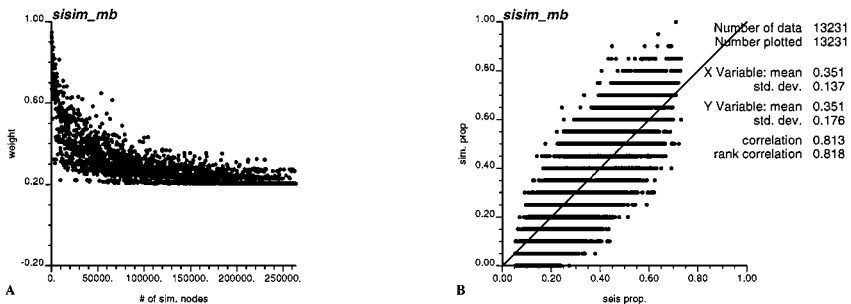 sisim_mb
1.00
0.60
0.20
-0.20
weight
0. 50000. 100000. 150000. 200000. 250000.
# of sim. nodes
A
sisim_mb
1.00
0.80
0.60
0.40
0.20
0.00
sim. prop
0.00 0.20 0.40 0.60 0.80 1.00
seis prop.
Number of data 13231
Number plotted 13231
X Variable: mean 0.351
std. dev. 0.137
Y Variable: mean 0.351
std. dev. 0.176
correlation 0.813
rank correlation 0.818
B